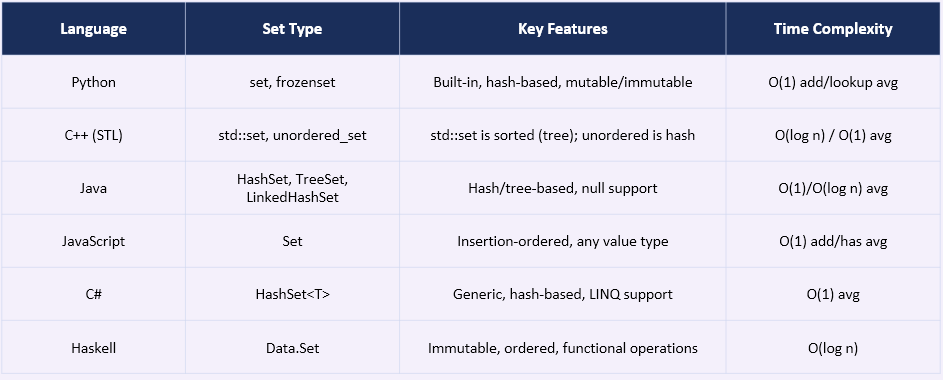 Language Set Type Key Features Time Complexity
Python set, frozenset Built-in, hash-based, mutable/immutable O(1) add/lookup avg
C++ (STL) std::set, unordered_set std::set is sorted (tree); unordered is hash O(log n) / O(1) avg
Java HashSet, TreeSet, LinkedHashSet Hash/tree-based, null support O(1)/O(log n) avg
JavaScript Set Insertion-ordered, any value type O(1) add/has avg
C# HashSet<T> Generic, hash-based, LINQ support O(1) avg
Haskell Data.Set Immutable, ordered, functional operations O(log n)